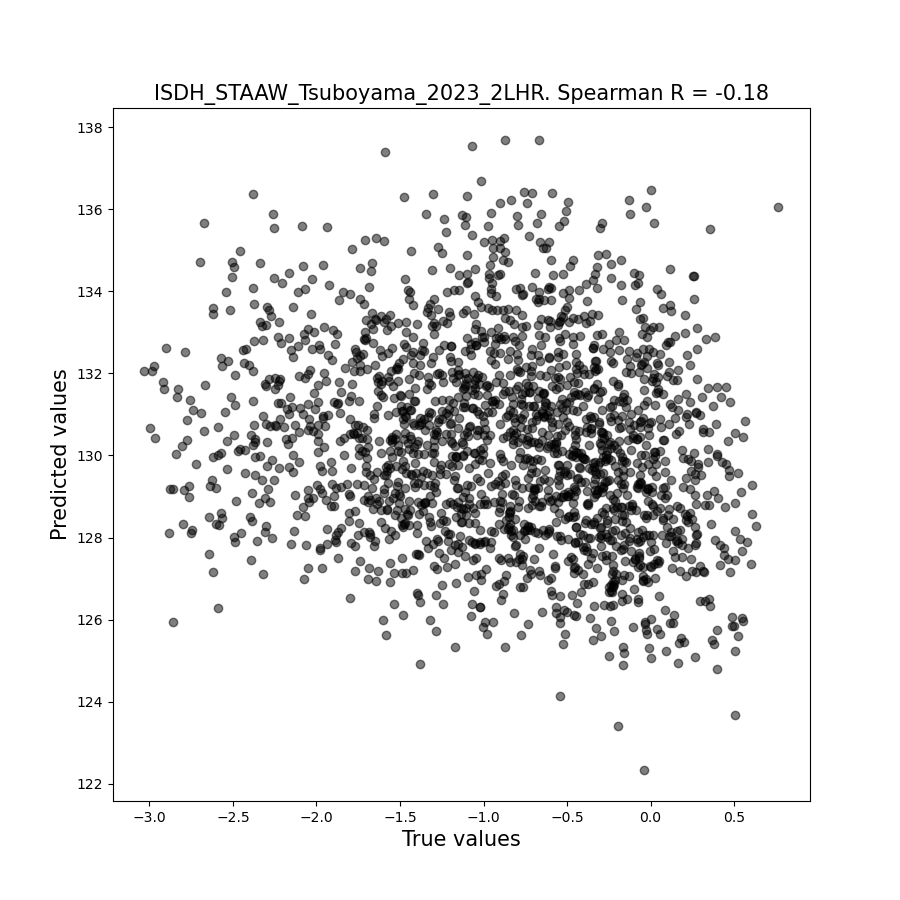 ISDH_STAAW_Tsuboyama_2023_2LHR. Spearman R = -0.18
138
136
134
132
130
128
126
124
122
Predicted values
−3.0 −2.5 −2.0 −1.5 −1.0 −0.5 0.0 0.5
True values